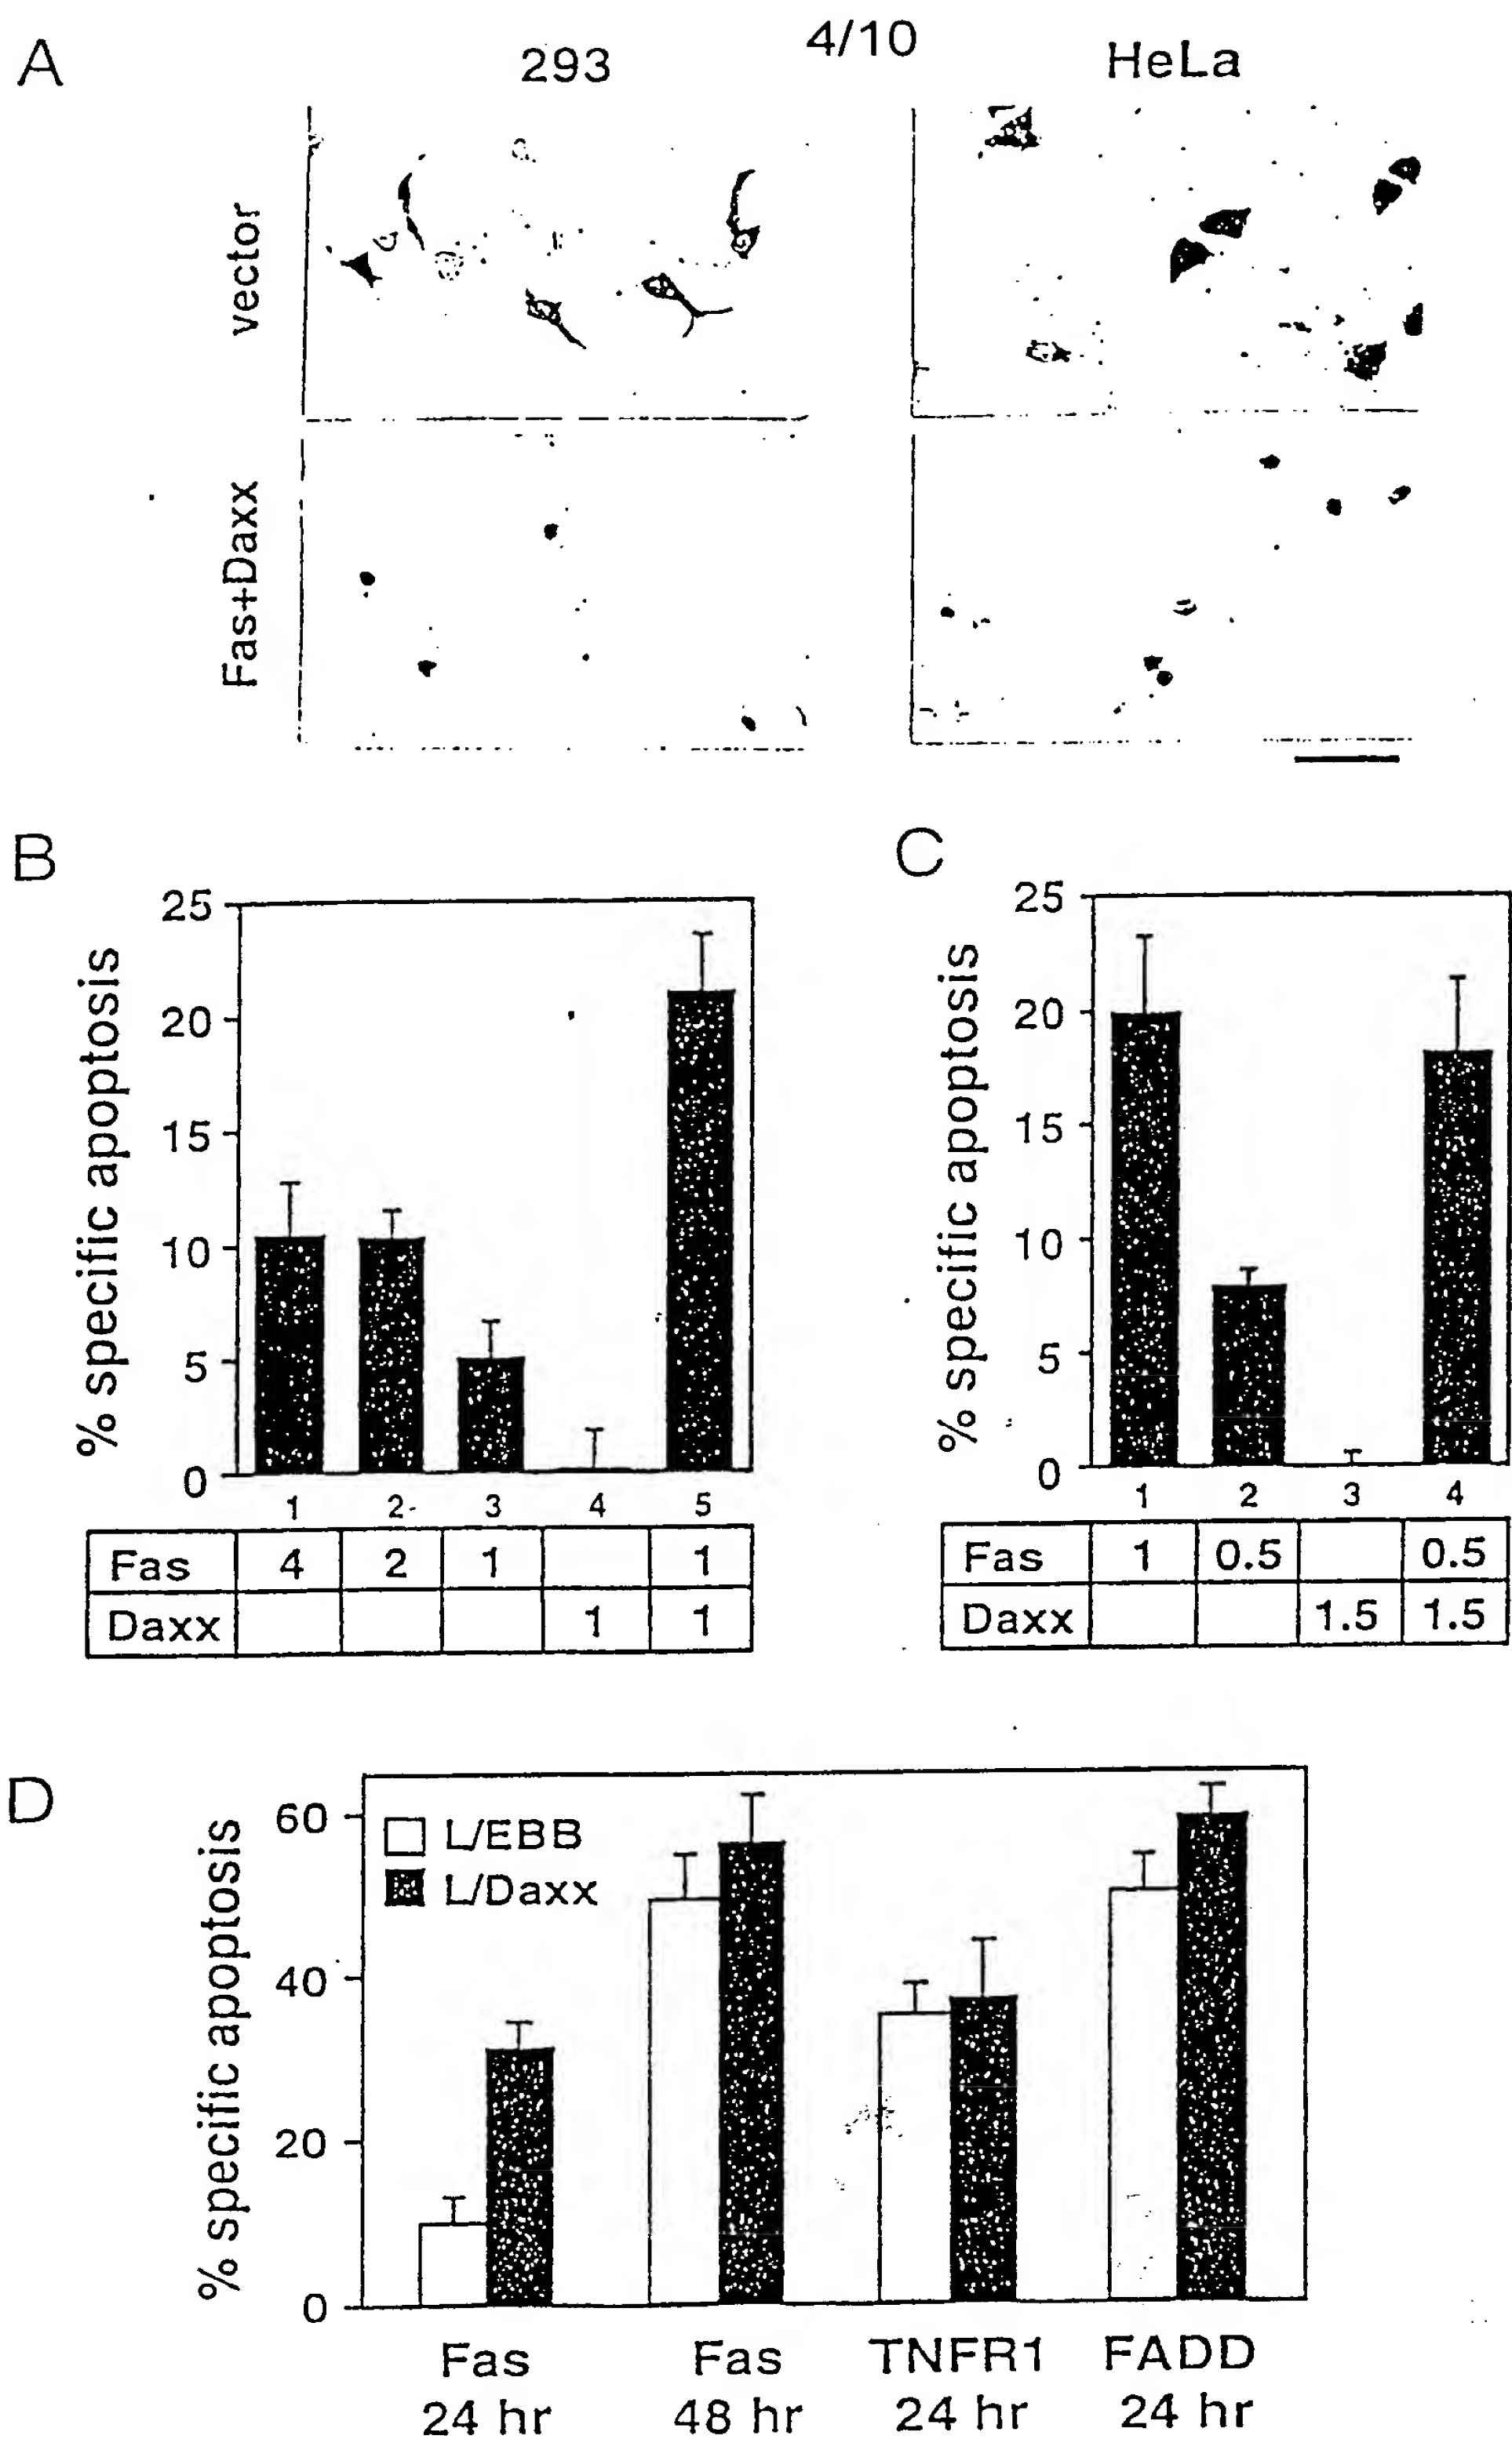 4/10
A
293
HeLa
vector
Fas+Daxx
B
% specific apoptosis
25
20
15
10
5
0
1 2 3 4 5
Fas 4 2 1 1
Daxx 1 1
C
% specific apoptosis
25
20
15
10
5
0
1 2 3 4
Fas 1 0.5 0.5
Daxx 1.5 1.5
D
% specific apoptosis
60
40
20
0
L/EBB
L/Daxx
Fas Fas TNFR1 FADD
24 hr 48 hr 24 hr 24 hr